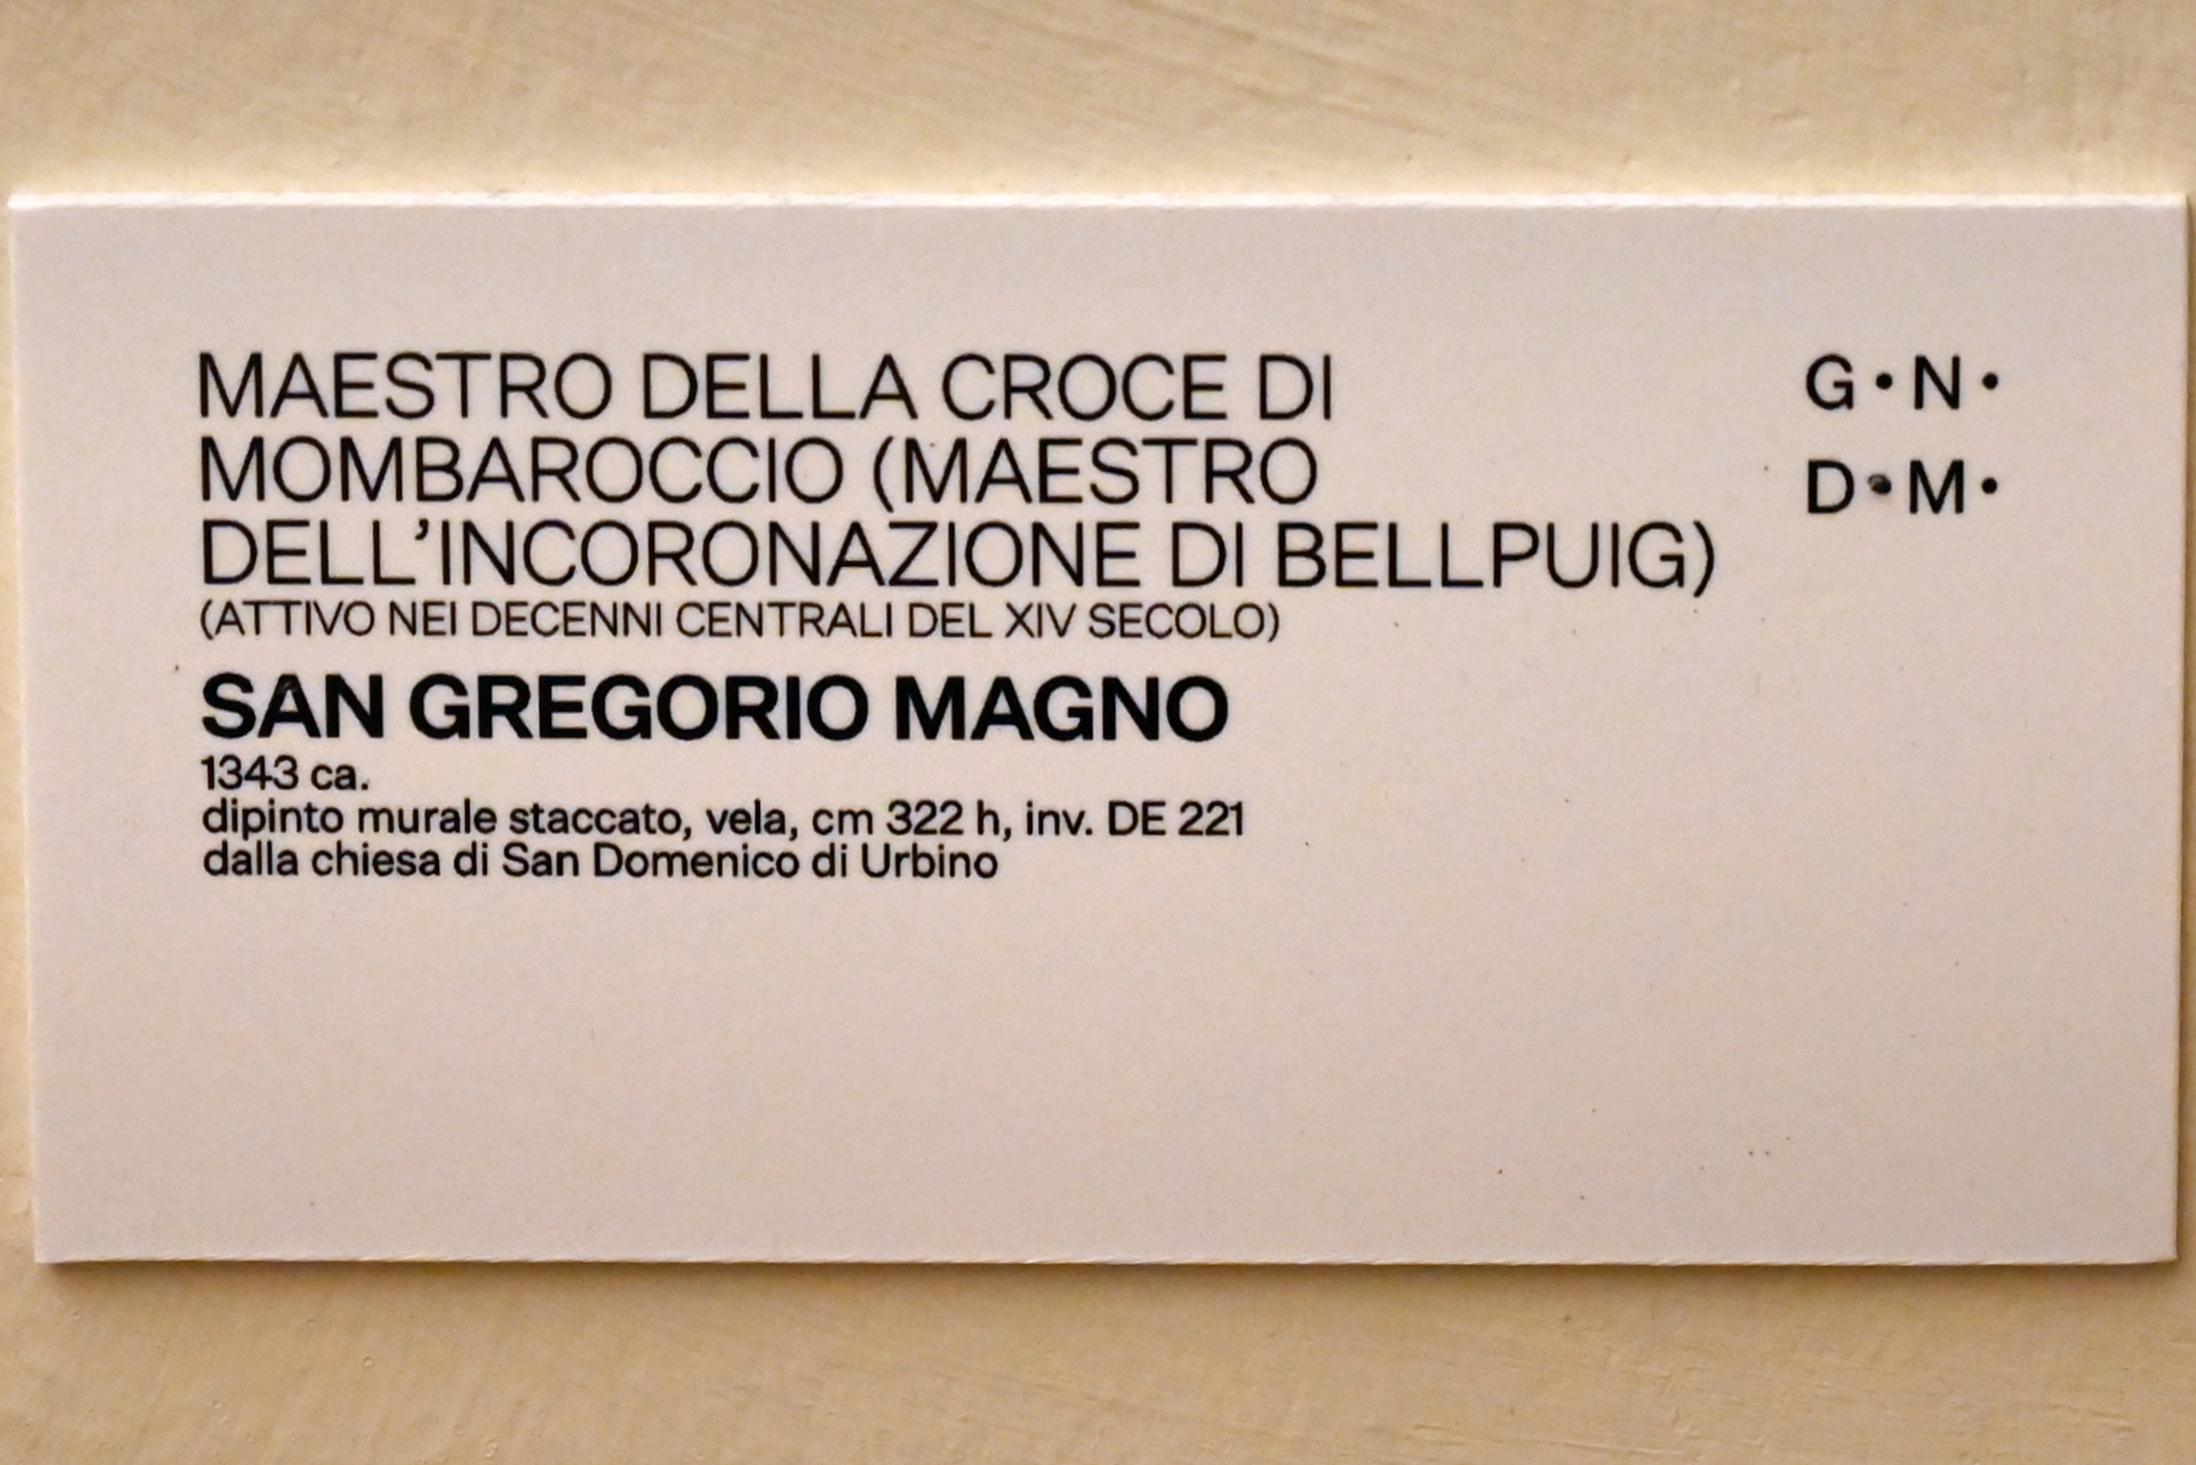 MAESTRO DELLA CROCE DI
MOMBAROCCIO (MAESTRO
DELL'INCORONAZIONE DI BELLPUIG)
(ATTIVO NEI DECENNI CENTRALI DEL XIV SECOLO)
SAN GREGORIO MAGNO
1343 ca.
dipinto murale staccato, vela, cm 322 h, inv. DE 221
dalla chiesa di San Domenico di Urbino
G•N•
D•M•